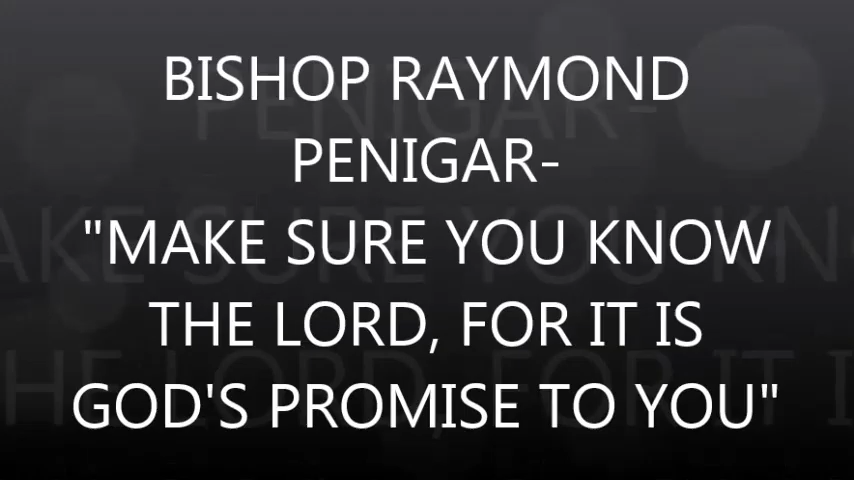 BISHOP RAYMOND
PENIGAR-
"MAKE SURE YOU KNOW
THE LORD, FOR IT IS
GOD'S PROMISE TO YOU"